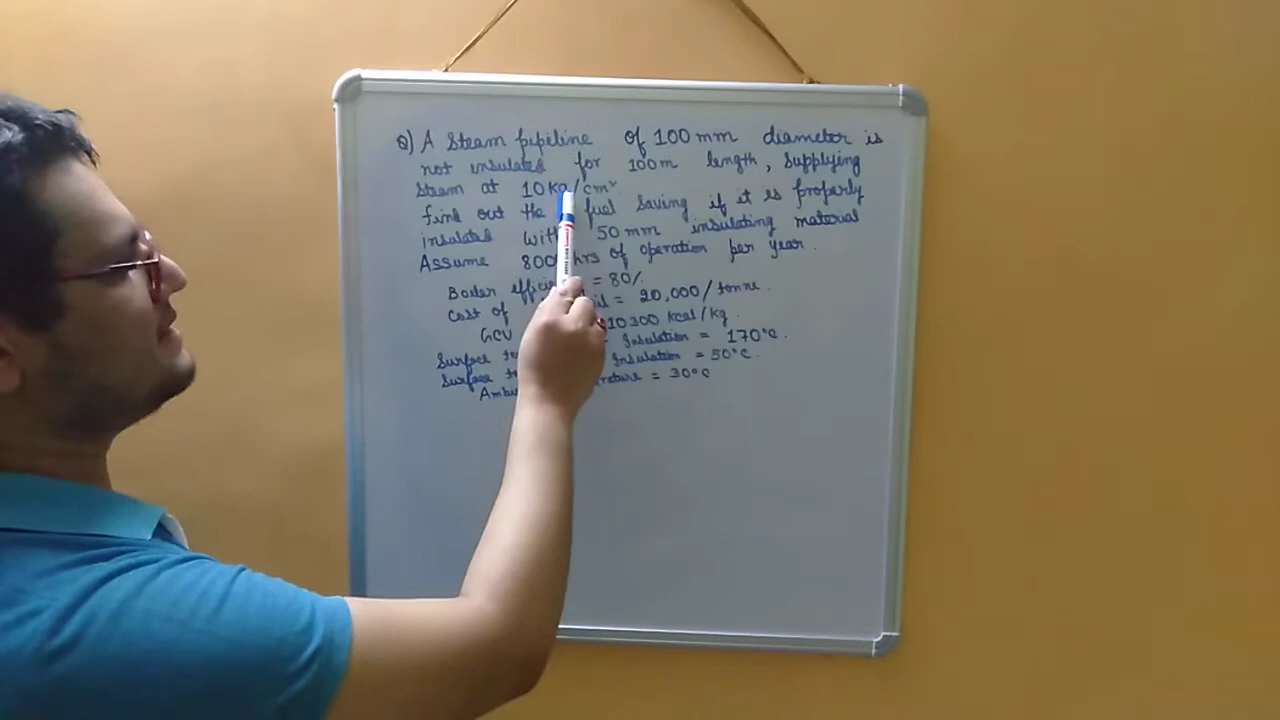 Q) A Steam pipeline of 100 mm diameter is
not insulated for 100m length, supplying
steam at 10 kg/cm²
find out the fuel saving if it is properly
insulated with 50 mm insulating material
Assume 8000 hrs of operation per year.
Boiler = 80%.
Cost of = 20,000/tonne.
GCV 10300 kcal/kg.
Surface Insulation = 170°C.
Surface Insulation = 50°C.
= 30°C